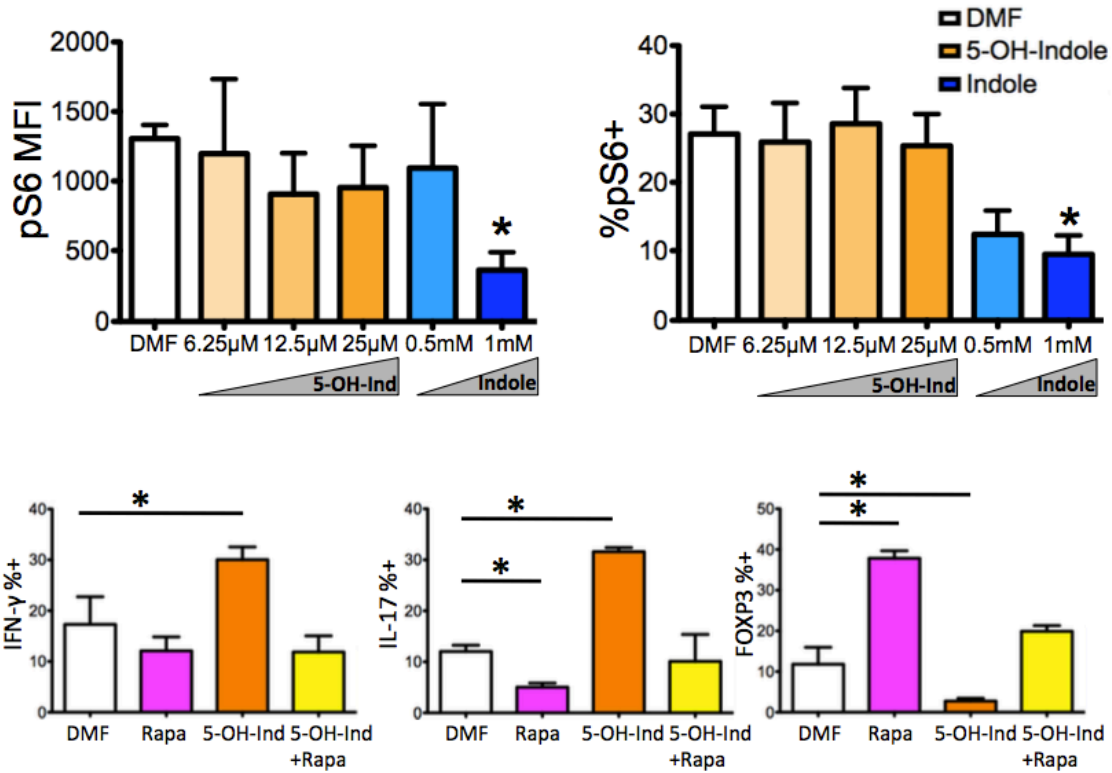 DMF
5-OH-Indole
Indole
pS6 MFI
2000
1500
1000
500
0
DMF 6.25µM 12.5µM 25µM 0.5mM 1mM
5-OH-Ind
Indole
*
%pS6+
40
30
20
10
0
DMF 6.25µM 12.5µM 25µM 0.5mM 1mM
5-OH-Ind
Indole
*
IFN-γ %+
40
30
20
10
0
*
DMF Rapa 5-OH-Ind 5-OH-Ind
+Rapa
IL-17 %+
40
30
20
10
0
*
*
DMF Rapa 5-OH-Ind 5-OH-Ind
+Rapa
FOXP3 %+
50
40
30
20
10
0
*
*
DMF Rapa 5-OH-Ind 5-OH-Ind
+Rapa